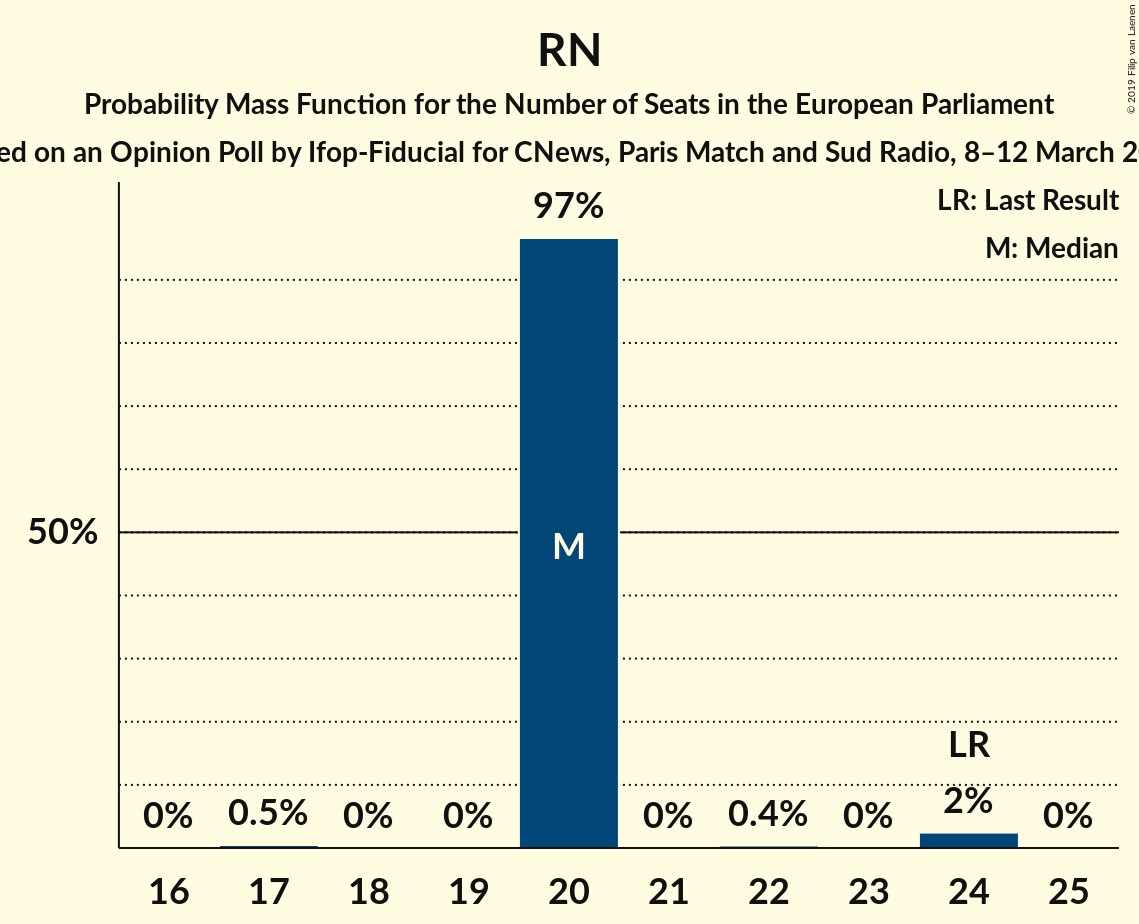 RN
Probability Mass Function for the Number of Seats in the European Parliament
ed on an Opinion Poll by Ifop-Fiducial for CNews, Paris Match and Sud Radio, 8–12 March 2
© 2019 Filip van Laenen
LR: Last Result
M: Median
97%
50%
M
LR
0% 0.5% 0% 0% 0% 0.4% 0% 2% 0%
16 17 18 19 20 21 22 23 24 25